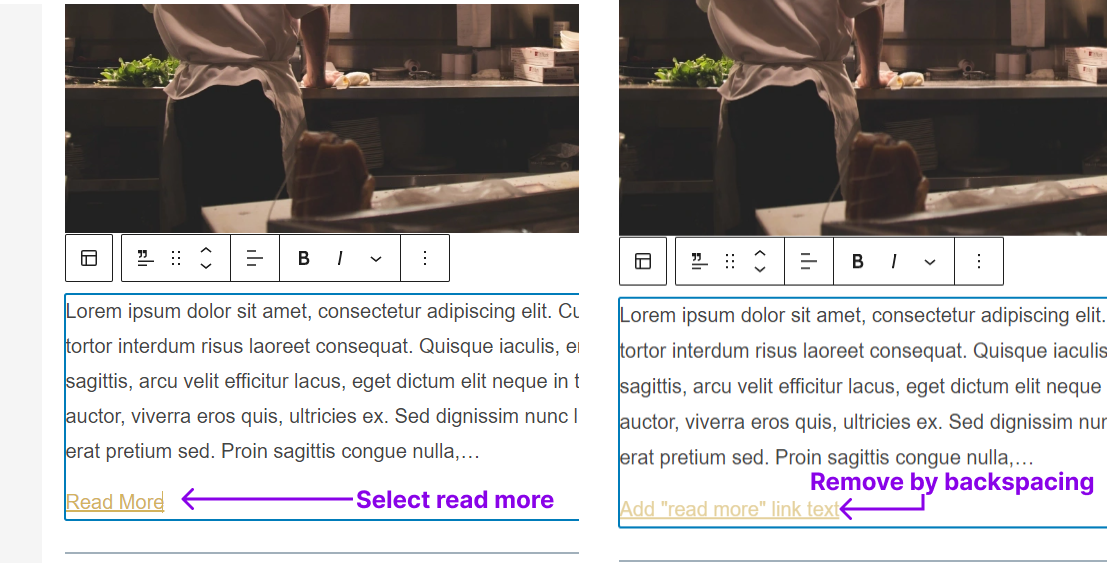 B I
Lorem ipsum dolor sit amet, consectetur adipiscing elit. Cu
tortor interdum risus laoreet consequat. Quisque iaculis, e
sagittis, arcu velit efficitur lacus, eget dictum elit neque in t
auctor, viverra eros quis, ultricies ex. Sed dignissim nunc l
erat pretium sed. Proin sagittis congue nulla,…
Read More
Select read more
B I
Lorem ipsum dolor sit amet, consectetur adipiscing elit.
tortor interdum risus laoreet consequat. Quisque iaculis
sagittis, arcu velit efficitur lacus, eget dictum elit neque
auctor, viverra eros quis, ultricies ex. Sed dignissim nu
erat pretium sed. Proin sagittis congue nulla,…
Remove by backspacing
Add "read more" link text